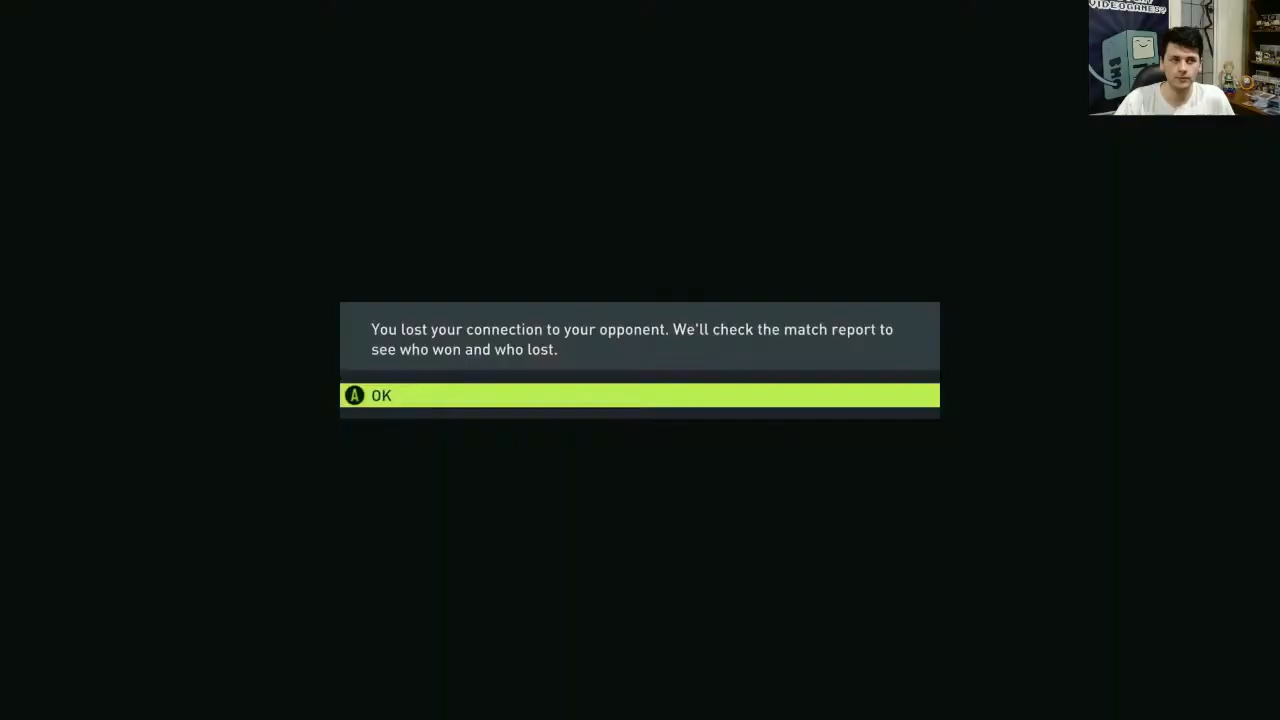 VIDEOGAMES?
You lost your connection to your opponent. We'll check the match report to
see who won and who lost.
A OK